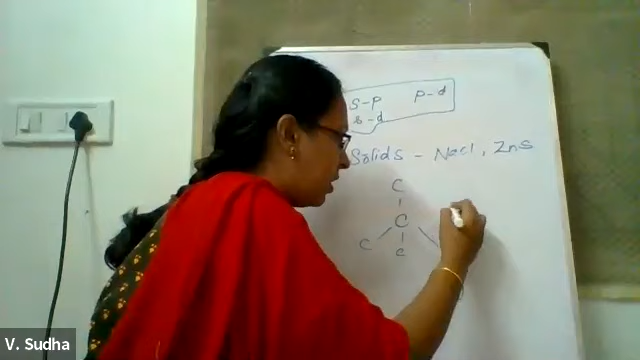 s-p p-d
s-d
Solids - Nacl, ZnS
C
C
C C
V. Sudha